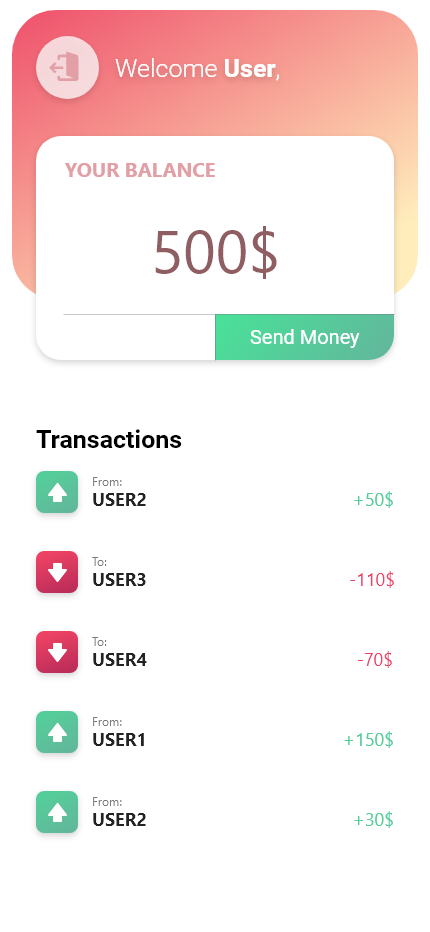 Welcome User,
YOUR BALANCE
500$
Send Money
Transactions
From:
USER2
+50$
To:
USER3
-110$
To:
USER4
-70$
From:
USER1
+150$
From:
USER2
+30$